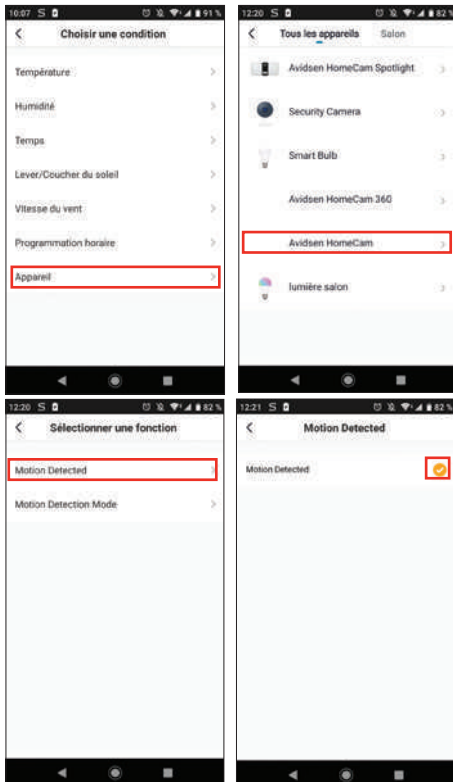 10:07 S 91 %
Choisir une condition
Température
Humidité
Temps
Lever/Coucher du soleil
Vitesse du vent
Programmation horaire
Appareil
12:20 S 82 %
Tous les appareils Salon
Avidsen HomeCam Spotlight
Security Camera
Smart Bulb
Avidsen HomeCam 360
Avidsen HomeCam
lumière salon
12:20 S 82 %
Sélectionner une fonction
Motion Detected
Motion Detection Mode
12:21 S 82 %
Motion Detected
Motion Detected